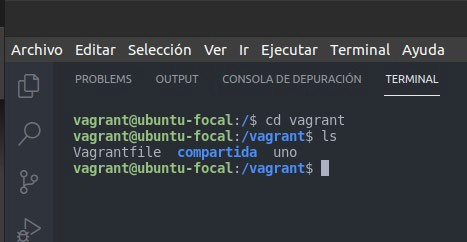 Archivo Editar Selección Ver Ir Ejecutar Terminal Ayuda
PROBLEMS OUTPUT CONSOLA DE DEPURACIÓN TERMINAL
vagrant@ubuntu-focal:/$ cd vagrant
vagrant@ubuntu-focal:/vagrant$ ls
Vagrantfile compartida uno
vagrant@ubuntu-focal:/vagrant$